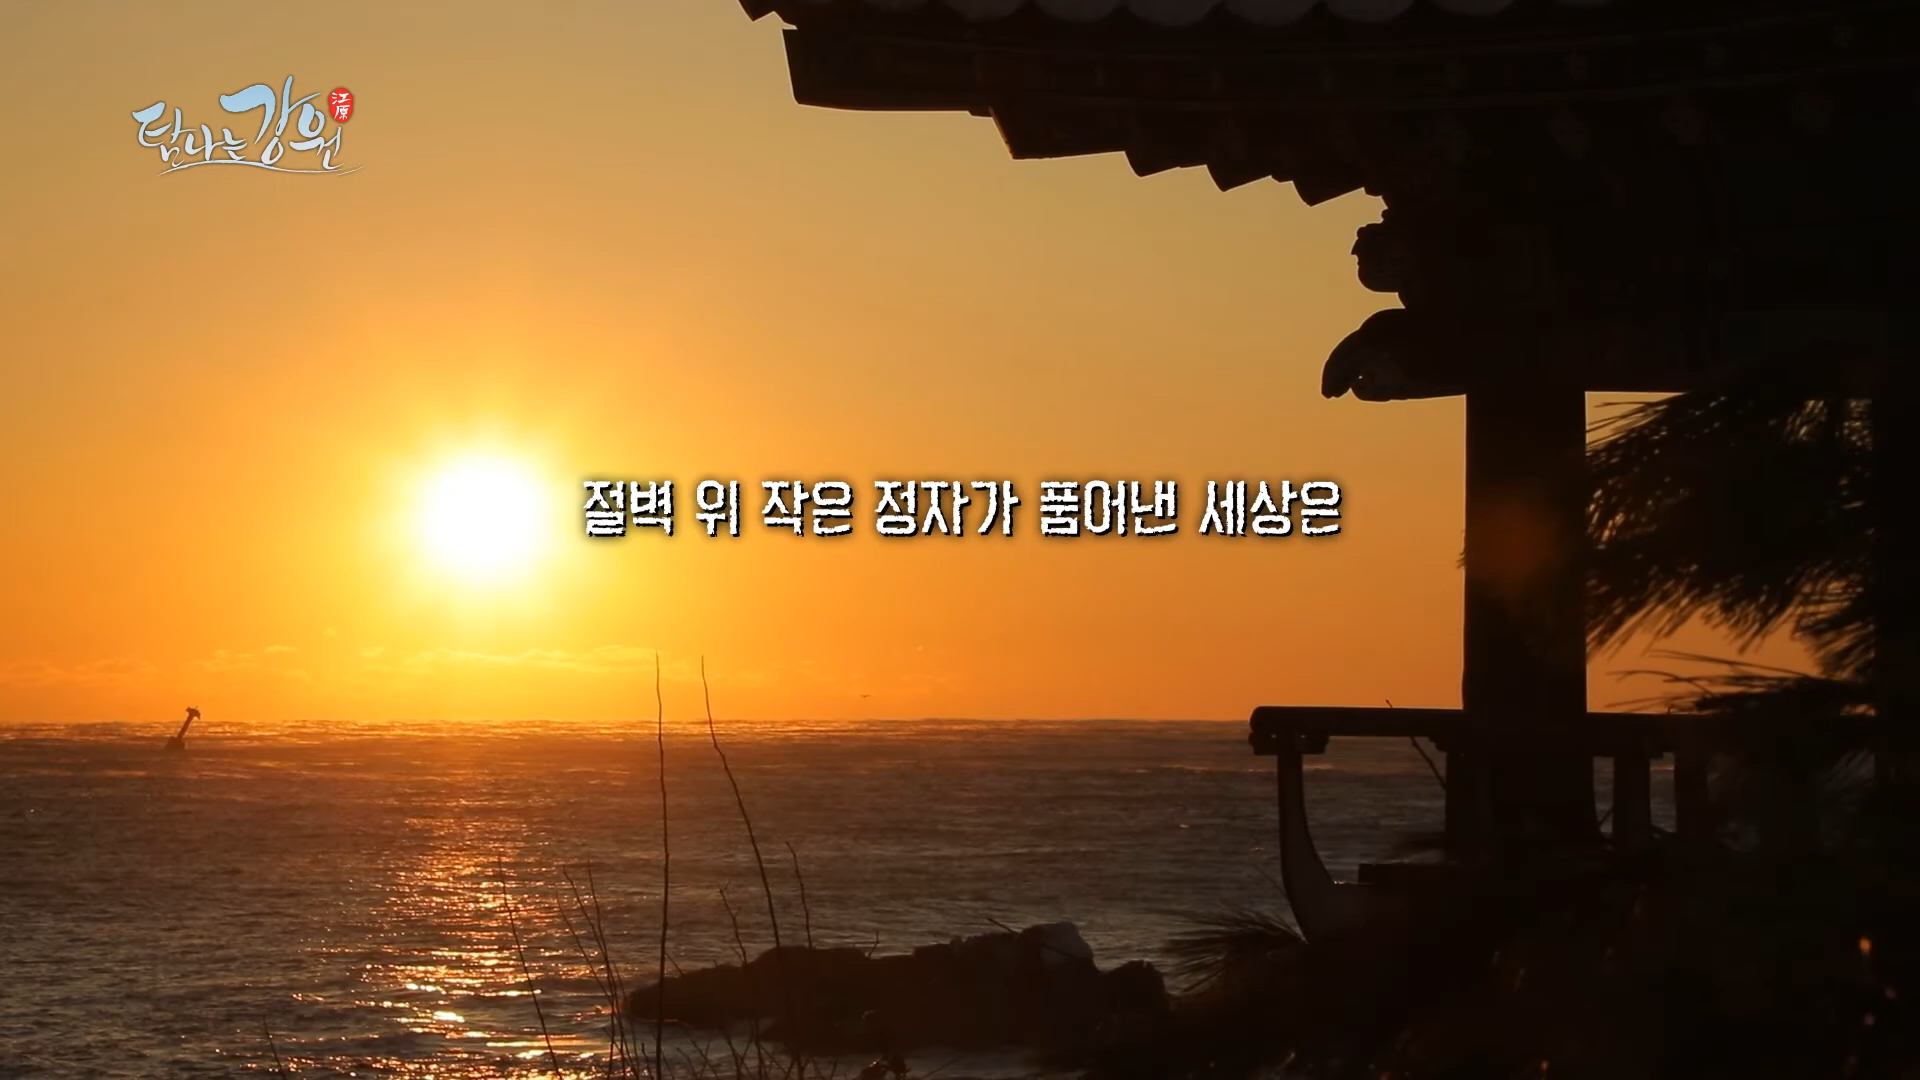 탐나는 강원
江原
절벽 위 작은 정자가 품어낸 세상은